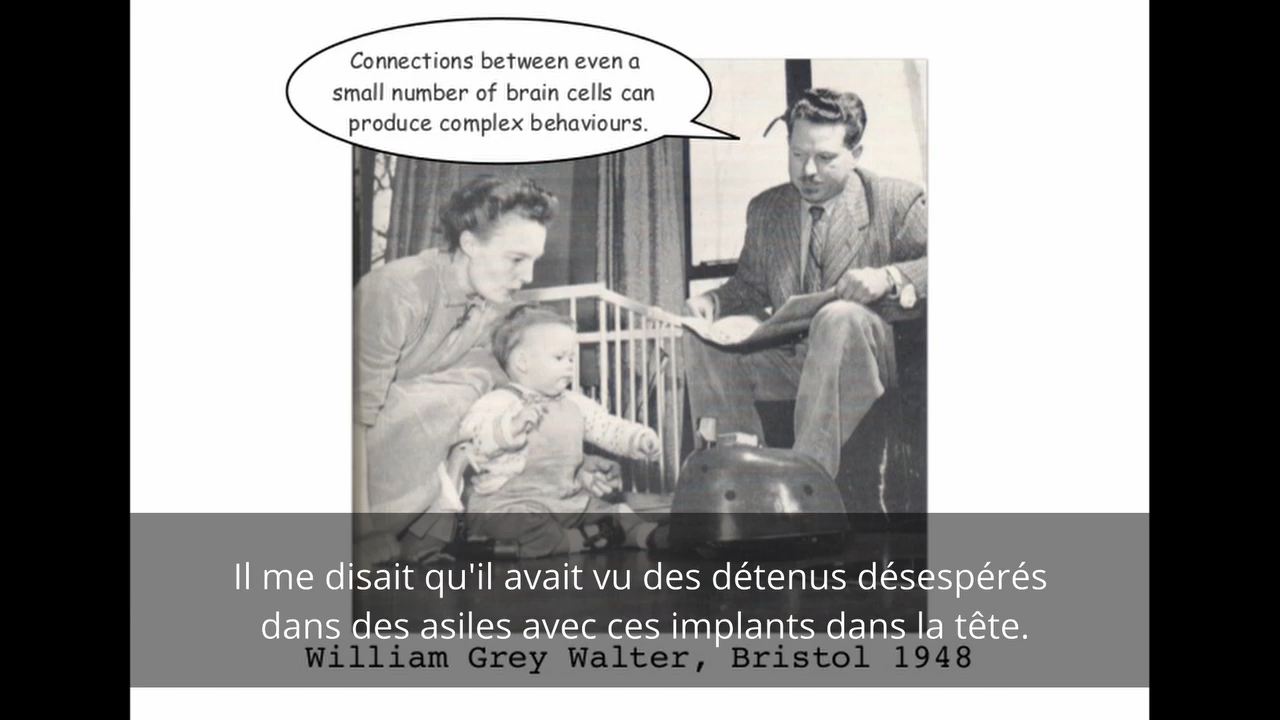 Connections between even a
small number of brain cells can
produce complex behaviours.
Il me disait qu'il avait vu des détenus désespérés
dans des asiles avec ces implants dans la tête.
William Grey Walter, Bristol 1948